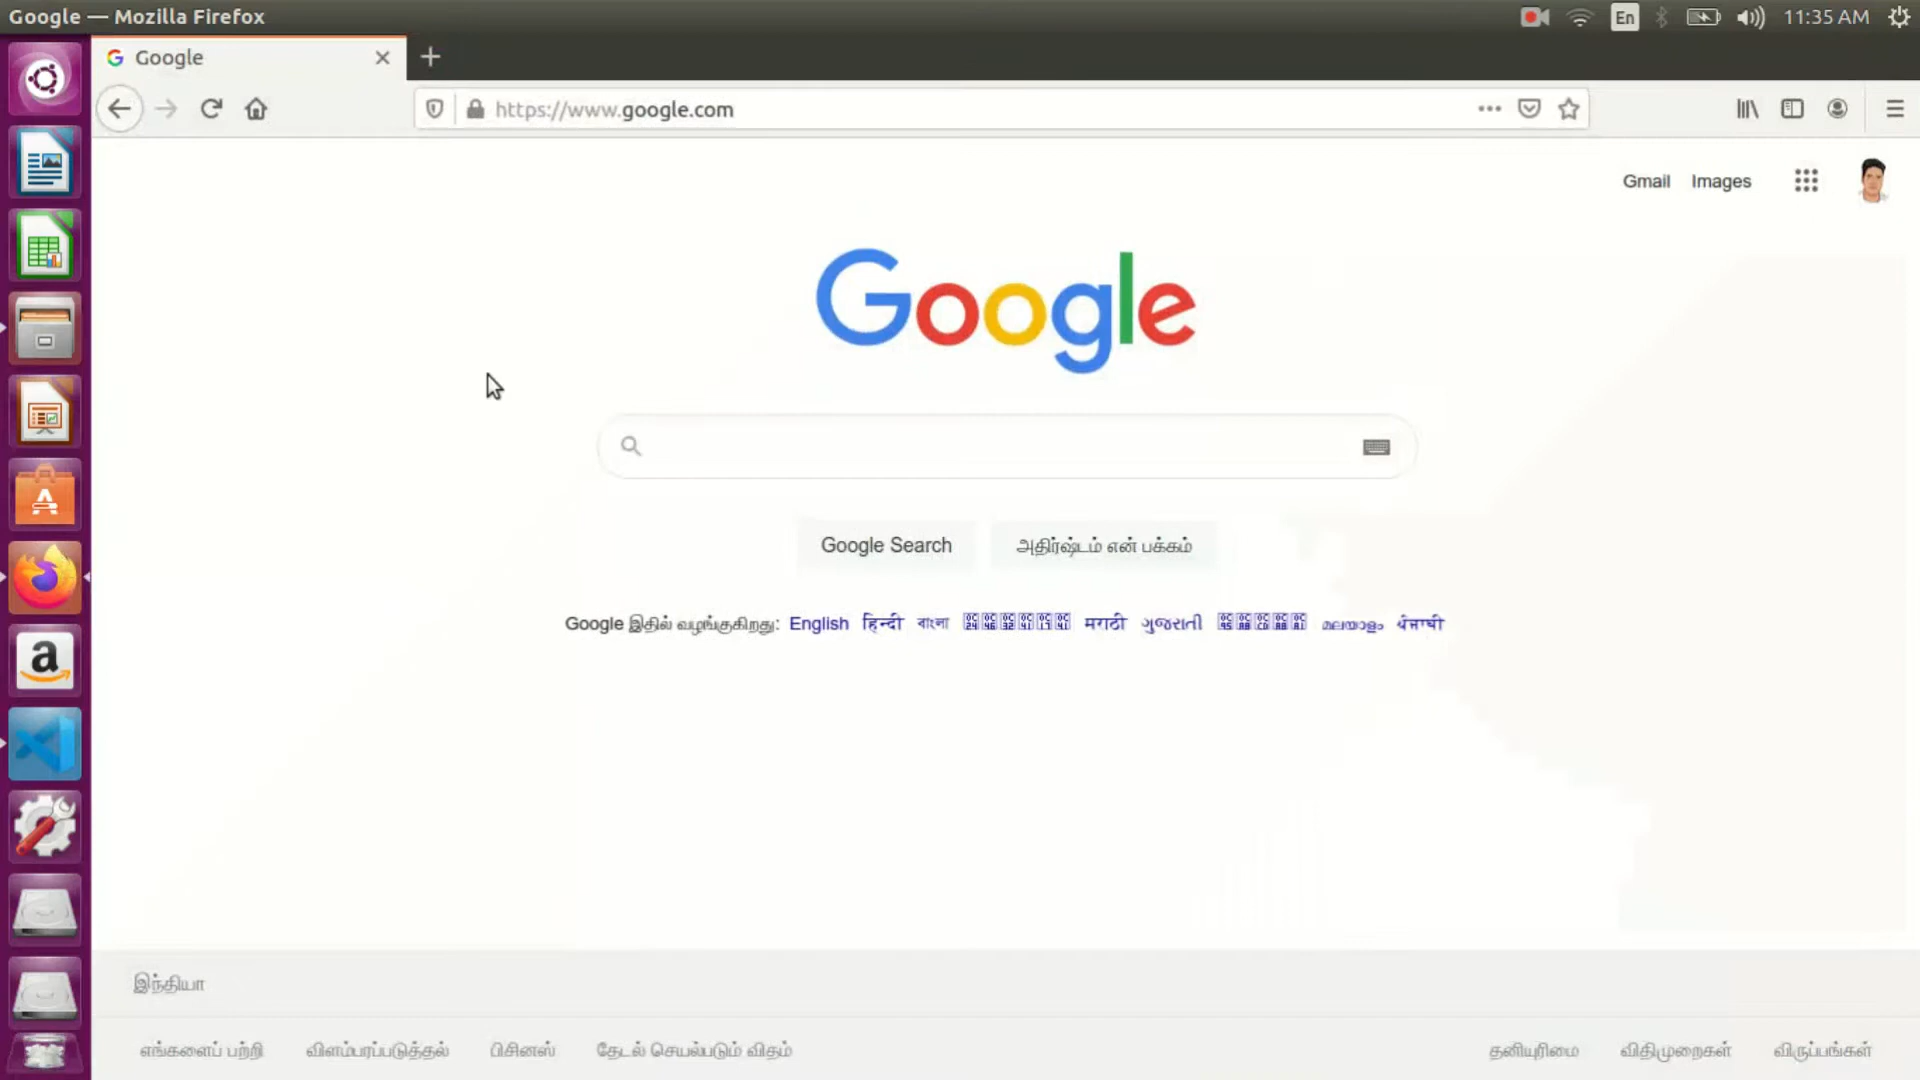 Google — Mozilla Firefox
En
11:35 AM
Google
https://www.google.com
Gmail Images
Google
Google Search அதிர்ஷ்டம் என் பக்கம்
Google இதில் வழங்குகிறது: English हिन्दी বাংলা मराठी ગુજરાતી മലയാളം ਪੰਜਾਬੀ
இந்தியா
எங்களைப் பற்றி விளம்பரப்படுத்தல் பிசினஸ் தேடல் செயல்படும் விதம் தனியுரிமை விதிமுறைகள் விருப்பங்கள்